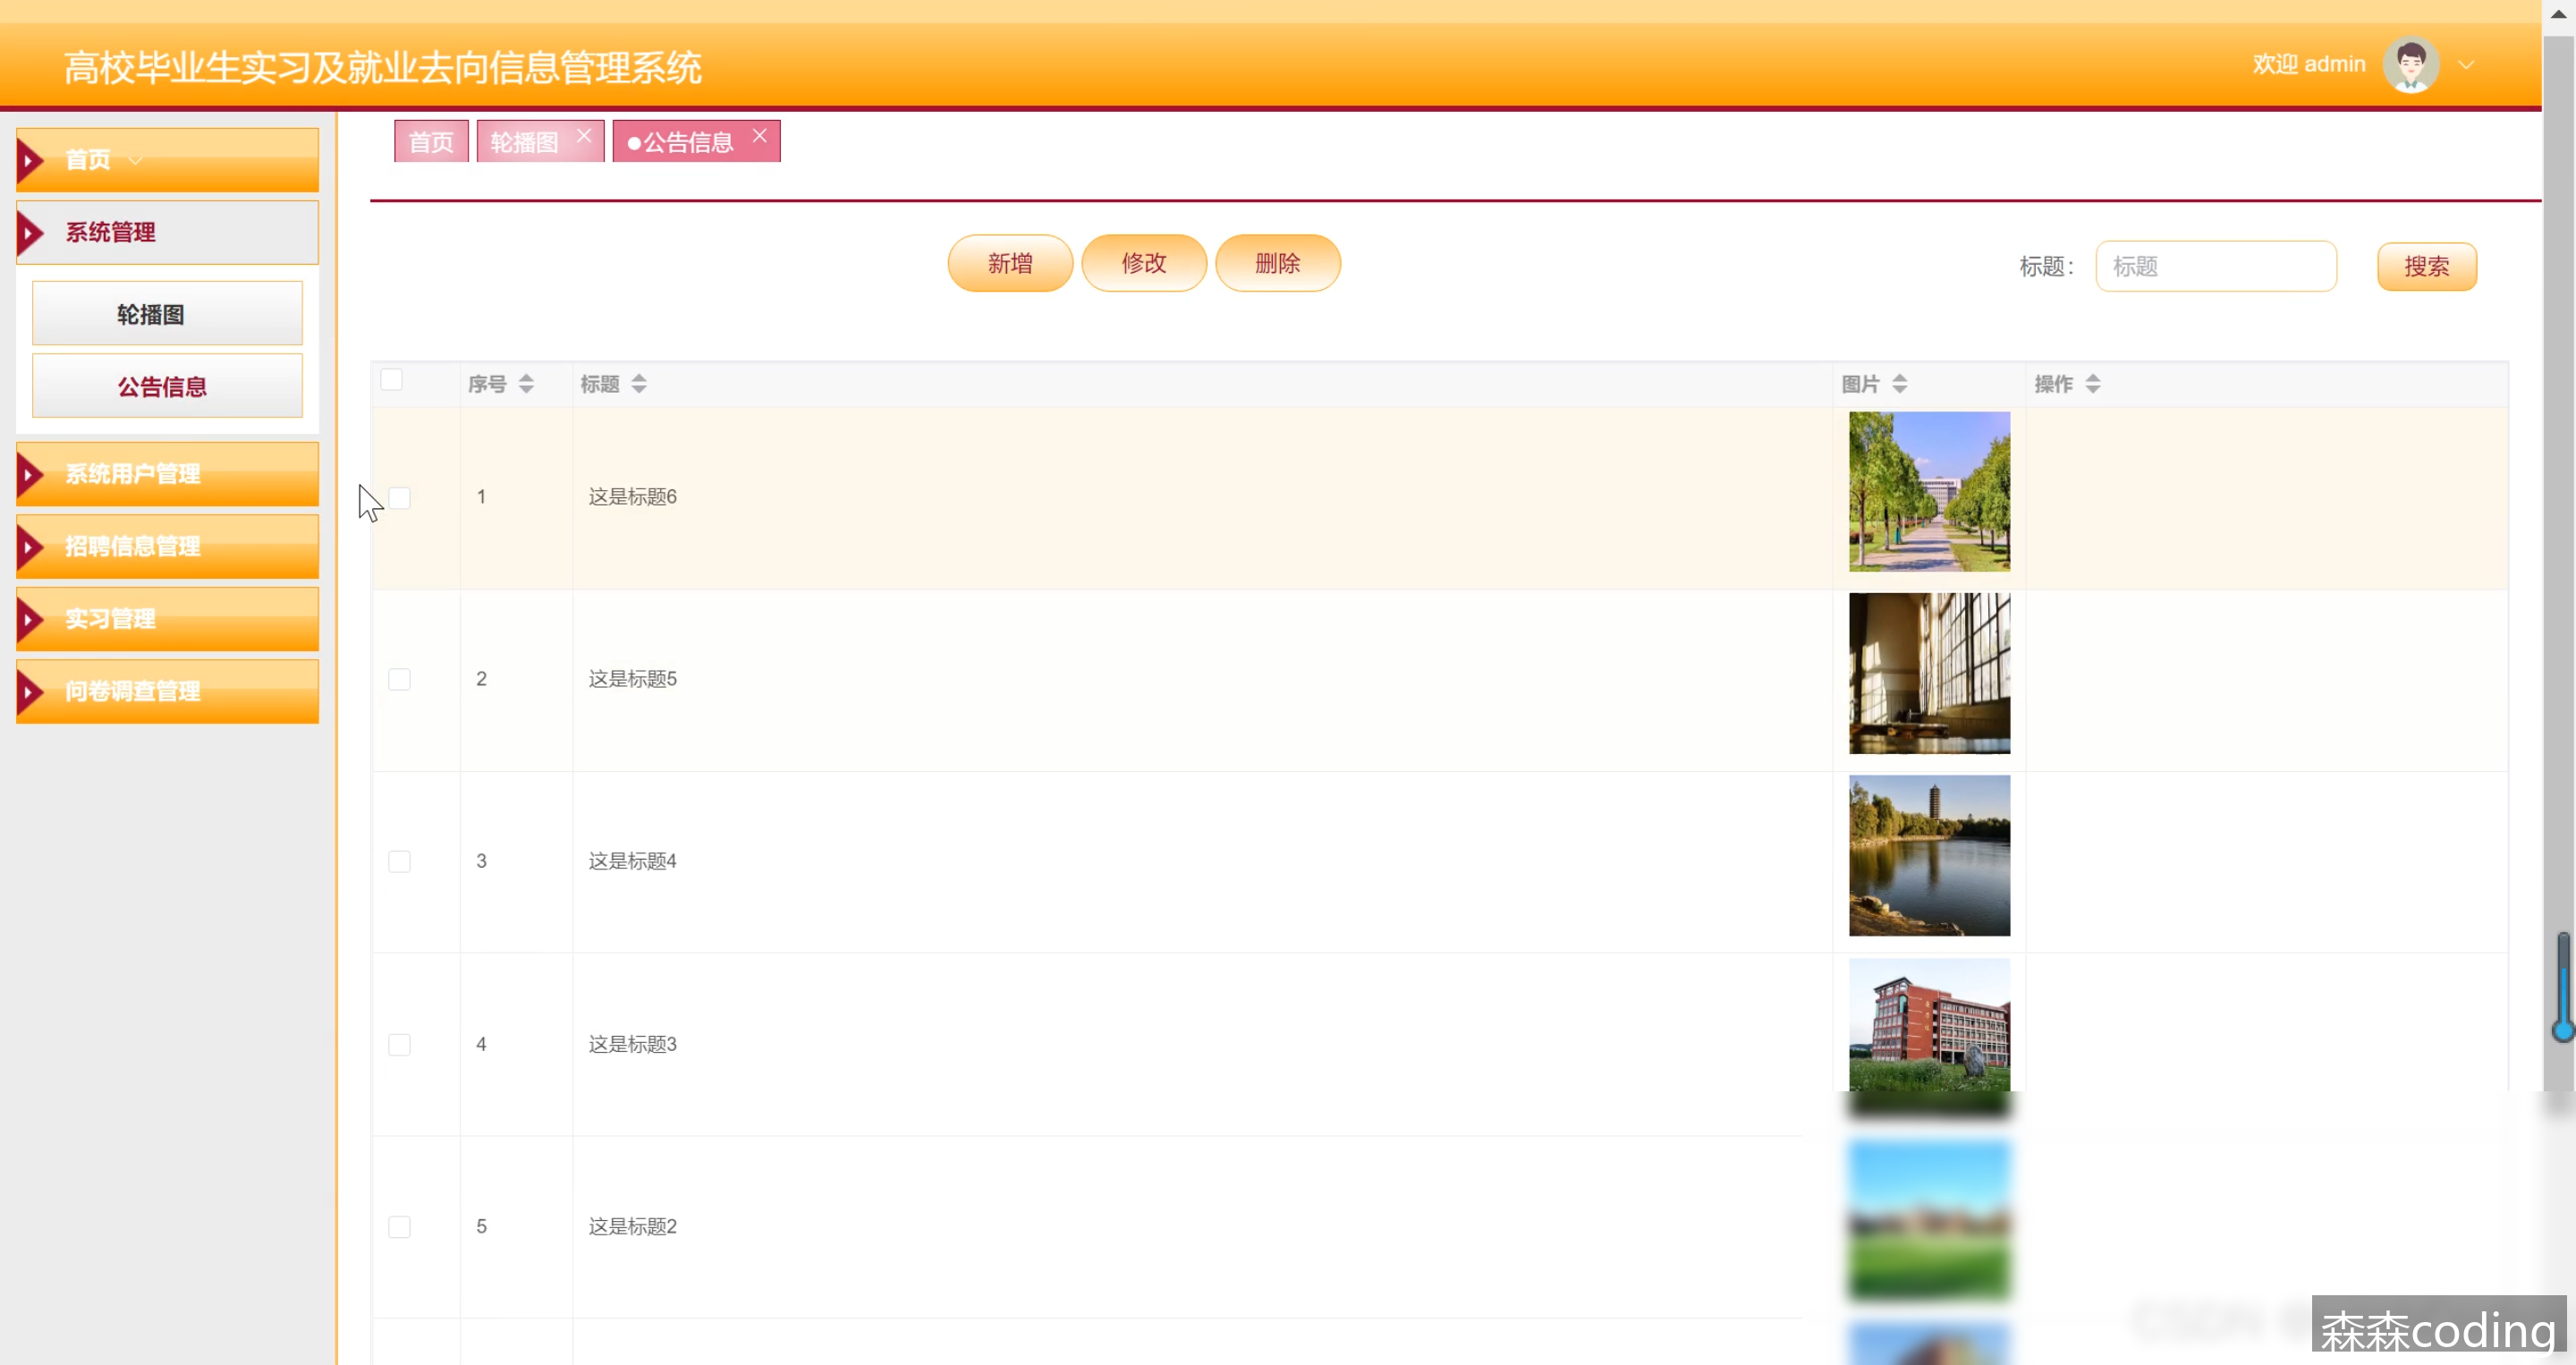 高校毕业生实习及就业去向信息管理系统
欢迎 admin
首页
轮播图
公告信息
首页
系统管理
轮播图
公告信息
系统用户管理
招聘信息管理
实习管理
问卷调查管理
新增
修改
删除
标题：
标题
搜索
序号 标题 图片 操作
1 这是标题6
2 这是标题5
3 这是标题4
4 这是标题3
5 这是标题2
森森coding